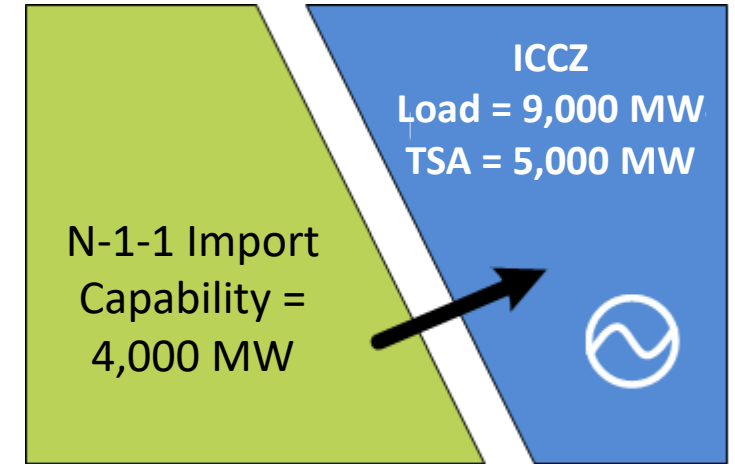 ICCZ
Load = 9,000 MW
TSA = 5,000 MW
N-1-1 Import
Capability =
4,000 MW